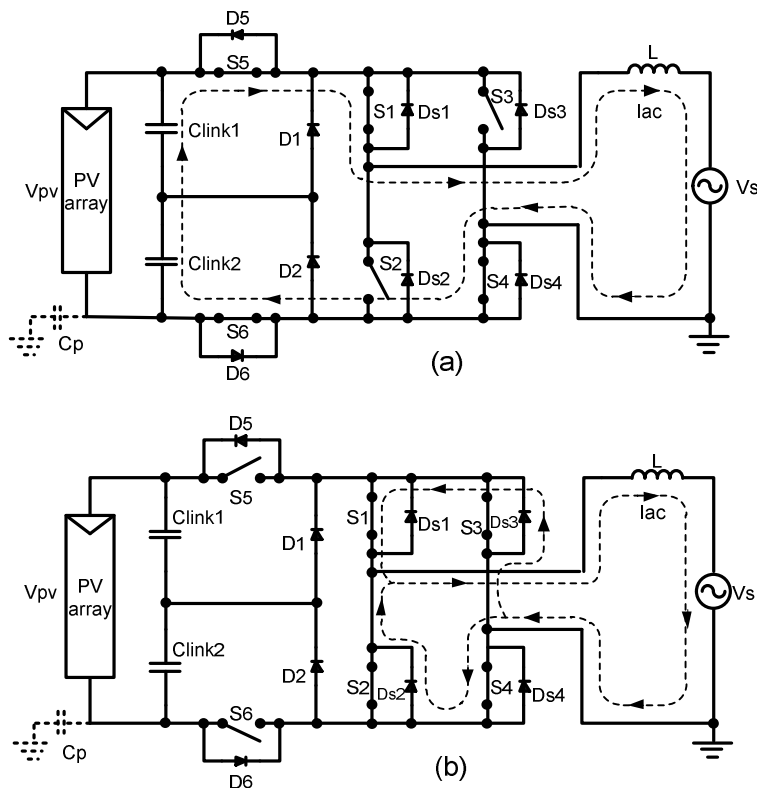 D5
S5
L
Iac
S1
Ds1
S3
Ds3
Clink1
D1
PV
array
Vpv
Vs
Clink2
D2
S2
Ds2
S4
Ds4
S6
D6
Cp
(a)
D5
S5
L
Iac
S1
Ds1
S3
Ds3
Clink1
D1
PV
array
Vpv
Vs
Clink2
D2
S2
Ds2
S4
Ds4
S6
D6
Cp
(b)